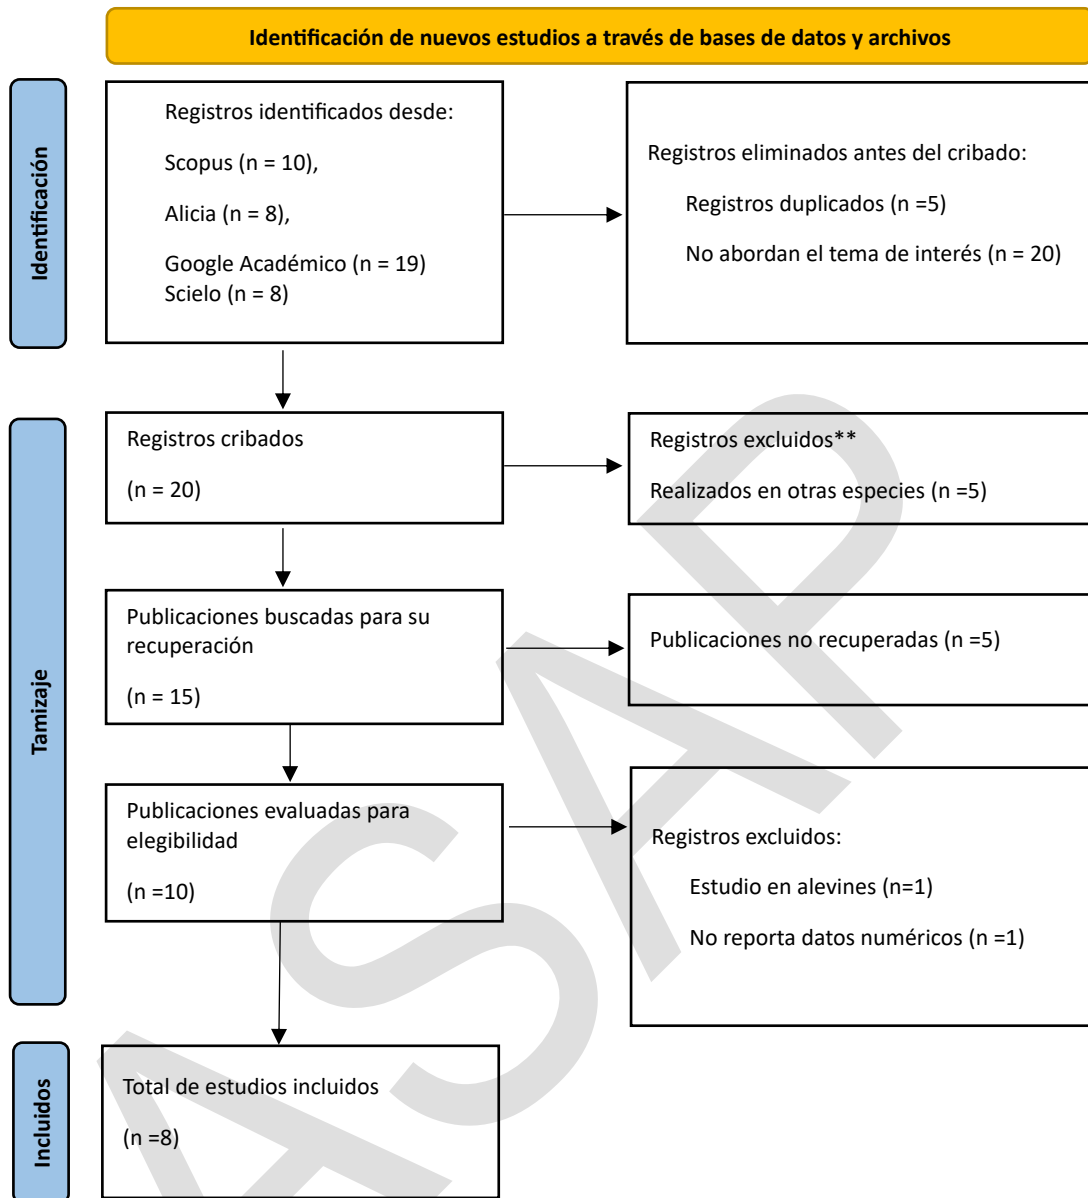 Identificación de nuevos estudios a través de bases de datos y archivos
Identificación
Registros identificados desde:
Scopus (n = 10),
Alicia (n = 8),
Google Académico (n = 19)
Scielo (n = 8)
Registros eliminados antes del cribado:
Registros duplicados (n =5)
No abordan el tema de interés (n = 20)
Tamizaje
Registros cribados
(n = 20)
Registros excluidos**
Realizados en otras especies (n =5)
Publicaciones buscadas para su
recuperación
(n = 15)
Publicaciones no recuperadas (n =5)
Publicaciones evaluadas para
elegibilidad
(n =10)
Registros excluidos:
Estudio en alevines (n=1)
No reporta datos numéricos (n =1)
Incluidos
Total de estudios incluidos
(n =8)
ASAP